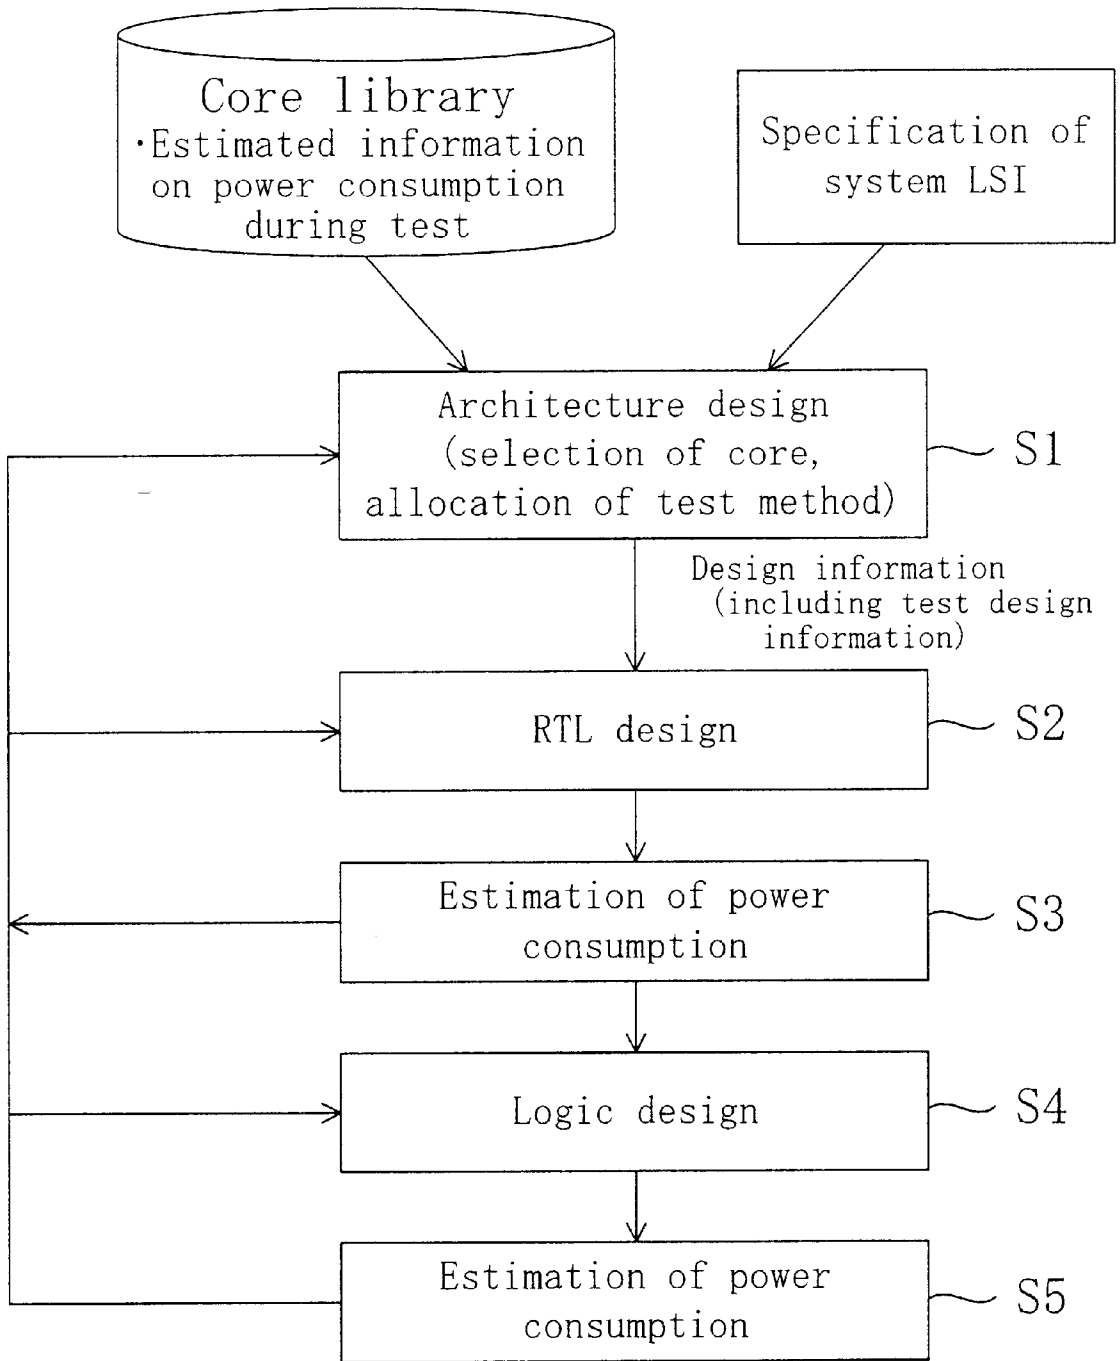 Core library
·Estimated information
on power consumption
during test
Specification of
system LSI
Architecture design
(selection of core,
allocation of test method)
S1
Design information
(including test design
information)
RTL design
S2
Estimation of power
consumption
S3
Logic design
S4
Estimation of power
consumption
S5